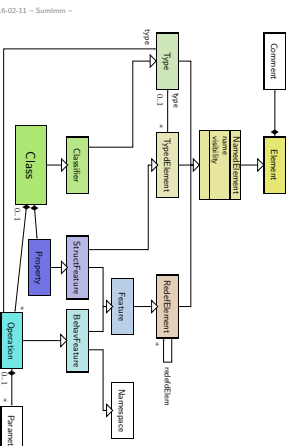 6-02-11 – SumImm –
type
Type
type
0..1
*
Comment
Class
0..1
Classifier
TypedElement
NamedElement
name
visibility
Element
Property
StructFeature
Feature
RedefElement
*
redefdElem
*
Operation
0..1
*
BehavFeature
Namespace
Paramet